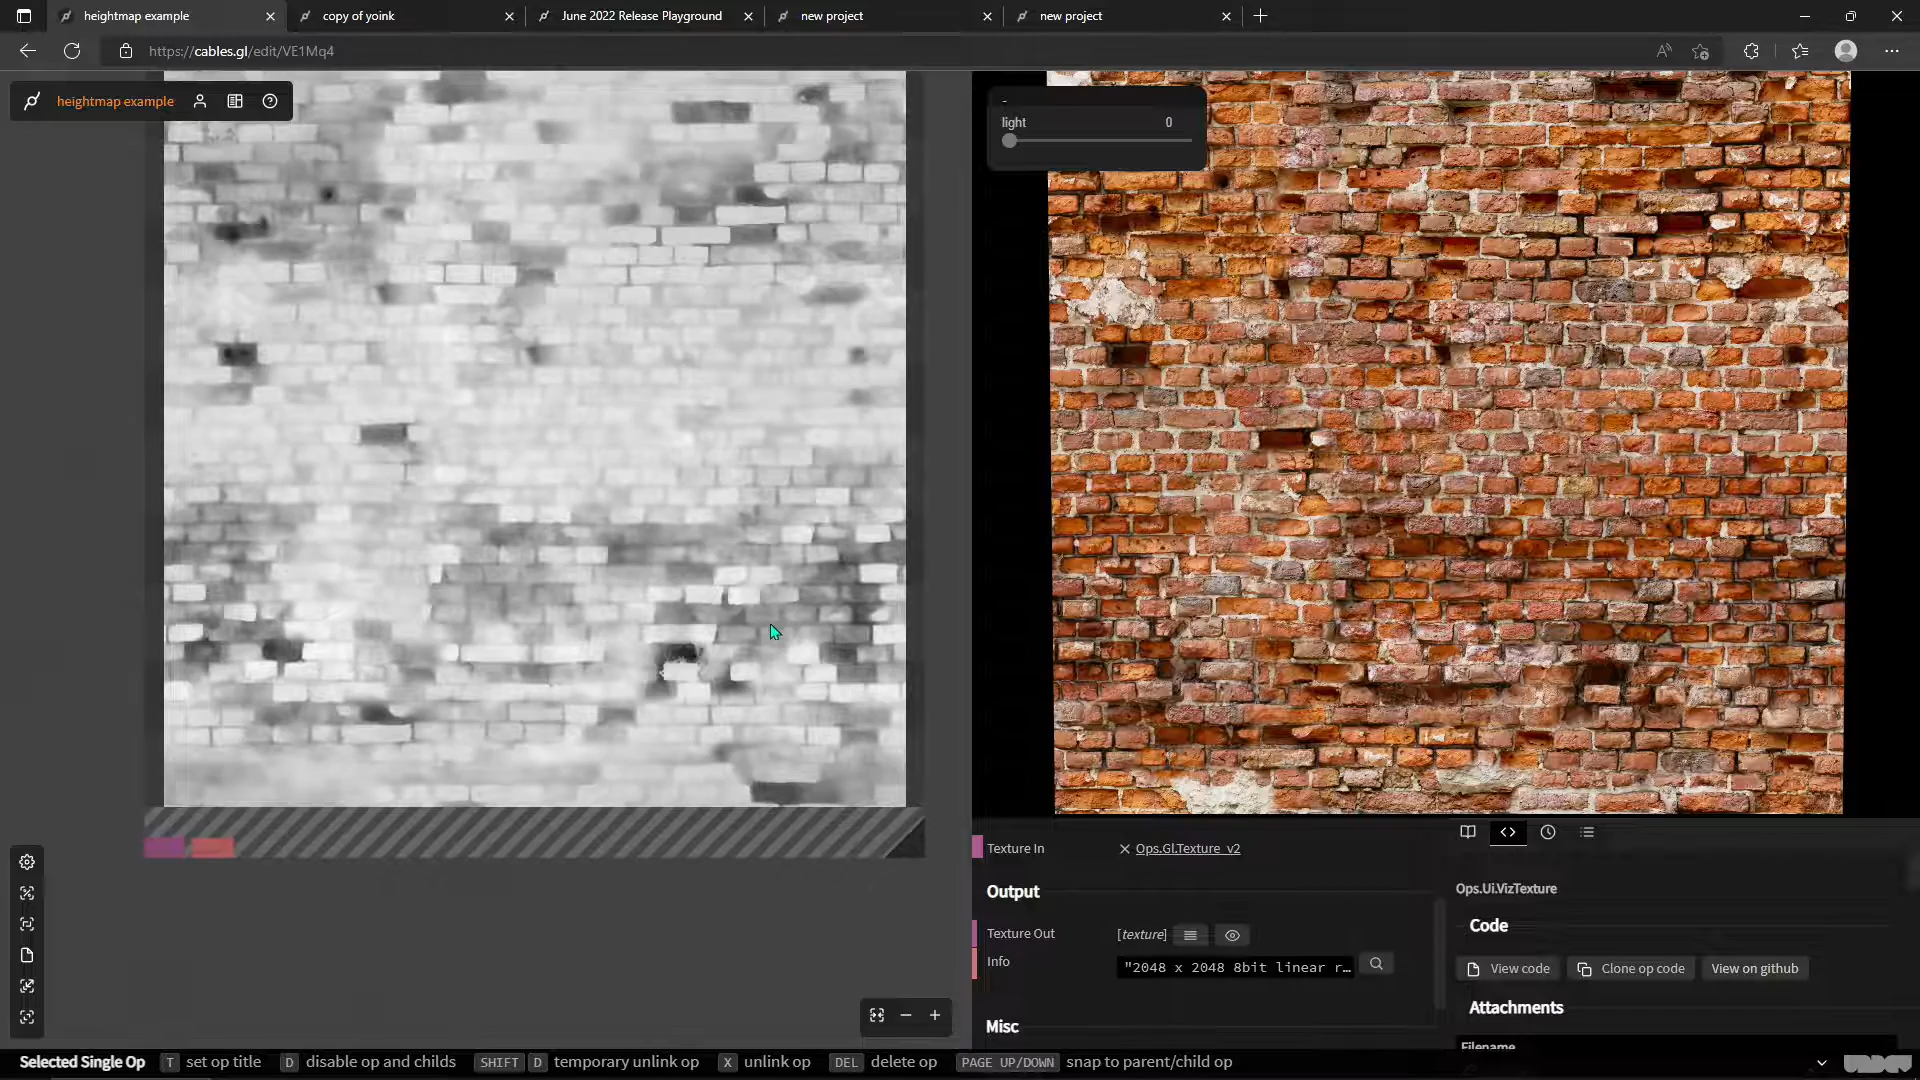 heightmap example
copy of yoink
June 2022 Release Playground
new project
new project
https://cables.gl/edit/VE1Mq4
heightmap example
light 0
Texture In
Ops.Gl.Texture_v2
Output
Texture Out
[texture]
Info
"2048 x 2048 8bit linear r…
Misc
Ops.Ui.VizTexture
Code
View code
Clone op code
View on github
Attachments
Filename
Selected Single Op T set op title D disable op and childs SHIFT D temporary unlink op X unlink op DEL delete op PAGE UP/DOWN snap to parent/child op